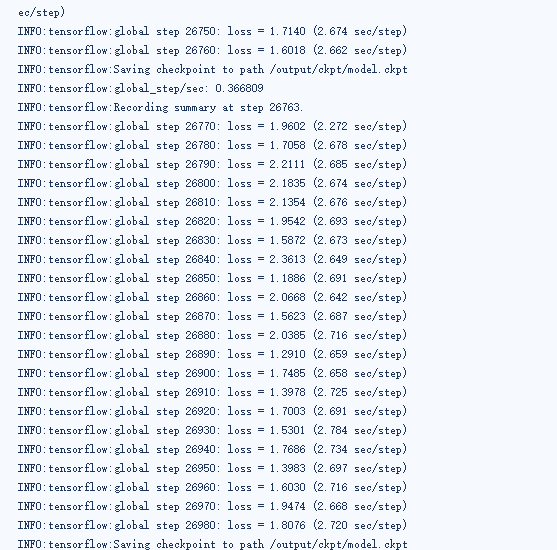 ec/step)
INFO:tensorflow:global step 26750: loss = 1.7140 (2.674 sec/step)
INFO:tensorflow:global step 26760: loss = 1.6018 (2.662 sec/step)
INFO:tensorflow:Saving checkpoint to path /output/ckpt/model.ckpt
INFO:tensorflow:global_step/sec: 0.366809
INFO:tensorflow:Recording summary at step 26763.
INFO:tensorflow:global step 26770: loss = 1.9602 (2.272 sec/step)
INFO:tensorflow:global step 26780: loss = 1.7058 (2.678 sec/step)
INFO:tensorflow:global step 26790: loss = 2.2111 (2.685 sec/step)
INFO:tensorflow:global step 26800: loss = 2.1835 (2.674 sec/step)
INFO:tensorflow:global step 26810: loss = 2.1354 (2.676 sec/step)
INFO:tensorflow:global step 26820: loss = 1.9542 (2.693 sec/step)
INFO:tensorflow:global step 26830: loss = 1.5872 (2.673 sec/step)
INFO:tensorflow:global step 26840: loss = 2.3613 (2.649 sec/step)
INFO:tensorflow:global step 26850: loss = 1.1886 (2.691 sec/step)
INFO:tensorflow:global step 26860: loss = 2.0668 (2.642 sec/step)
INFO:tensorflow:global step 26870: loss = 1.5623 (2.687 sec/step)
INFO:tensorflow:global step 26880: loss = 2.0385 (2.716 sec/step)
INFO:tensorflow:global step 26890: loss = 1.2910 (2.659 sec/step)
INFO:tensorflow:global step 26900: loss = 1.7485 (2.658 sec/step)
INFO:tensorflow:global step 26910: loss = 1.3978 (2.725 sec/step)
INFO:tensorflow:global step 26920: loss = 1.7003 (2.691 sec/step)
INFO:tensorflow:global step 26930: loss = 1.5301 (2.784 sec/step)
INFO:tensorflow:global step 26940: loss = 1.7686 (2.734 sec/step)
INFO:tensorflow:global step 26950: loss = 1.3983 (2.697 sec/step)
INFO:tensorflow:global step 26960: loss = 1.6030 (2.716 sec/step)
INFO:tensorflow:global step 26970: loss = 1.9474 (2.668 sec/step)
INFO:tensorflow:global step 26980: loss = 1.8076 (2.720 sec/step)
INFO:tensorflow:Saving checkpoint to path /output/ckpt/model.ckpt